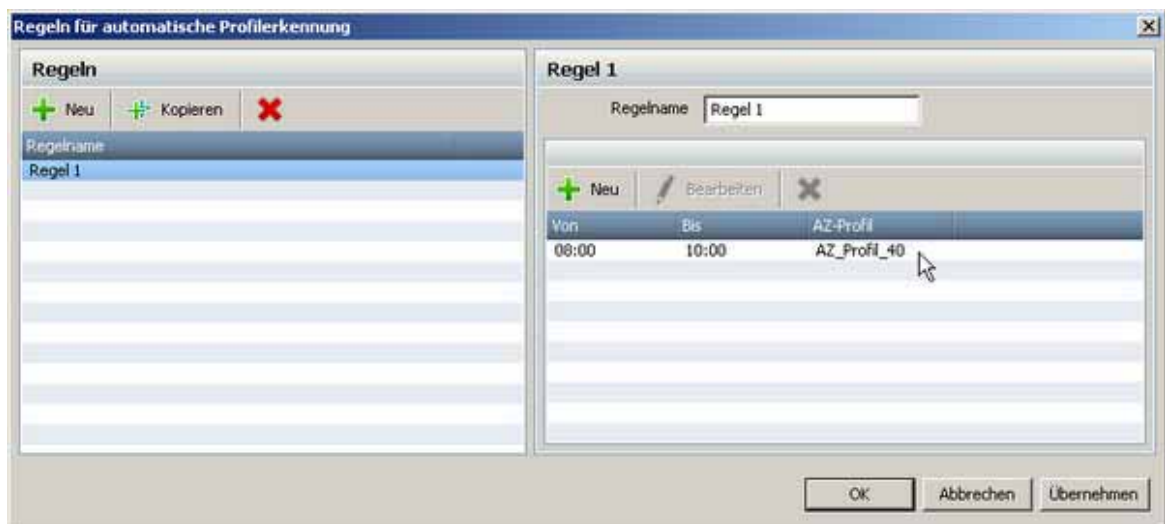 Regeln für automatische Profilerkennung
Regeln
Neu Kopieren
Regelname
Regel 1
Regel 1
Regelname Regel 1
Neu Bearbeiten
Von Bis AZ-Profil
08:00 10:00 AZ_Profil_40
OK Abbrechen Übernehmen